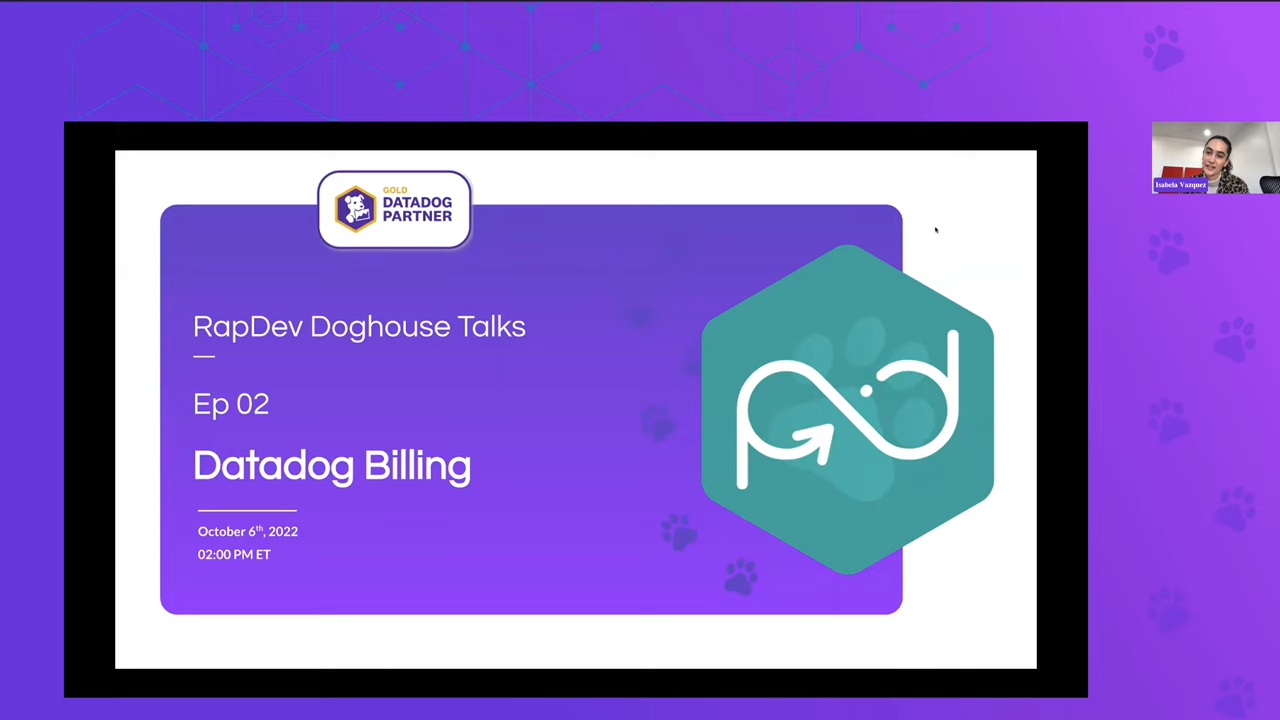 GOLD
DATADOG
PARTNER
RapDev Doghouse Talks
Ep 02
Datadog Billing
October 6th, 2022
02:00 PM ET
Isabela Vazquez